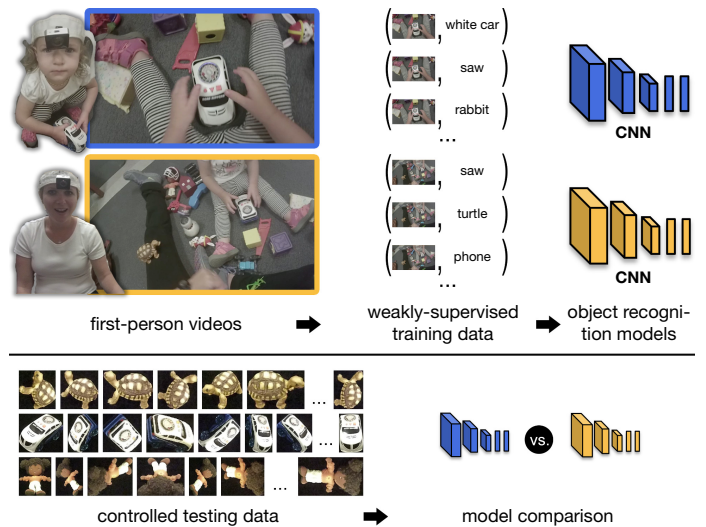 white car
saw
rabbit
...
CNN
saw
turtle
phone
...
CNN
first-person videos
weakly-supervised
training data
object recogni-
tion models
...
...
...
vs.
controlled testing data
model comparison